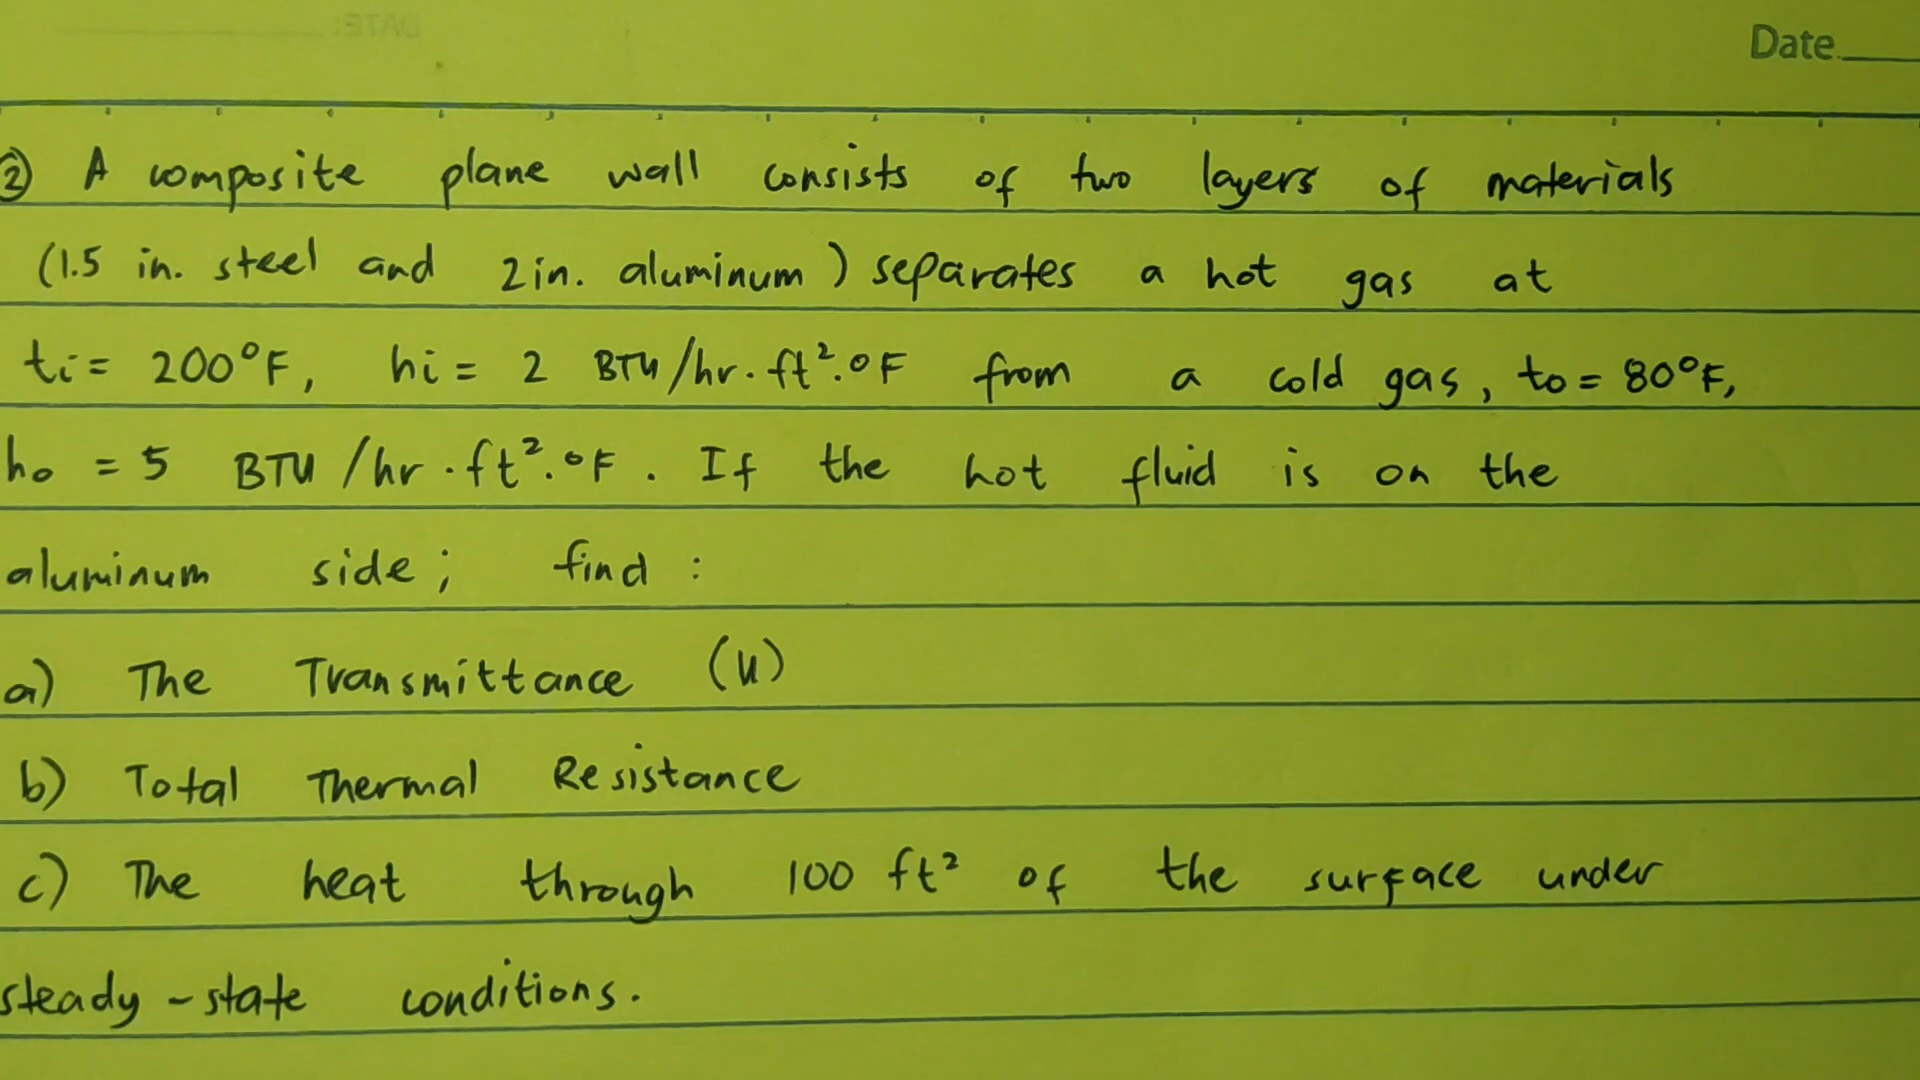 DATE:
Date
② A composite plane wall consists of two layers of materials
(1.5 in. steel and 2in. aluminum) separates a hot gas at
ti = 200°F, hi = 2 BTU/hr.ft².°F from a cold gas, to = 80°F,
ho = 5 BTU/hr.ft².°F. If the hot fluid is on the
aluminum side; find:
a) The Transmittance (U)
b) Total Thermal Resistance
c) The heat through 100 ft² of the surface under
steady-state conditions.